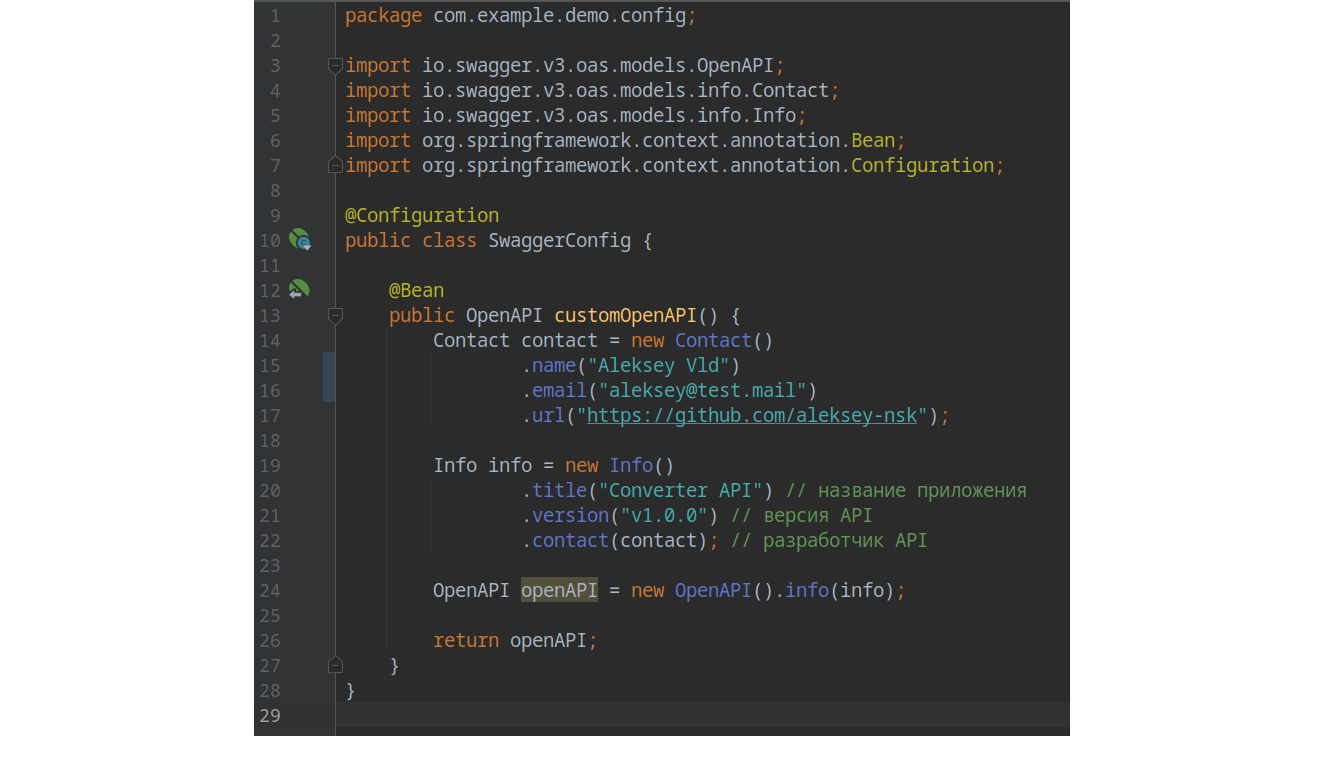 1 package com.example.demo.config;
2
3 import io.swagger.v3.oas.models.OpenAPI;
4 import io.swagger.v3.oas.models.info.Contact;
5 import io.swagger.v3.oas.models.info.Info;
6 import org.springframework.context.annotation.Bean;
7 import org.springframework.context.annotation.Configuration;
8
9 @Configuration
10 public class SwaggerConfig {
11
12 @Bean
13 public OpenAPI customOpenAPI() {
14 Contact contact = new Contact()
15 .name("Aleksey Vld")
16 .email("aleksey@test.mail")
17 .url("https://github.com/aleksey-nsk");
18
19 Info info = new Info()
20 .title("Converter API") // название приложения
21 .version("v1.0.0") // версия API
22 .contact(contact); // разработчик API
23
24 OpenAPI openAPI = new OpenAPI().info(info);
25
26 return openAPI;
27 }
28 }
29